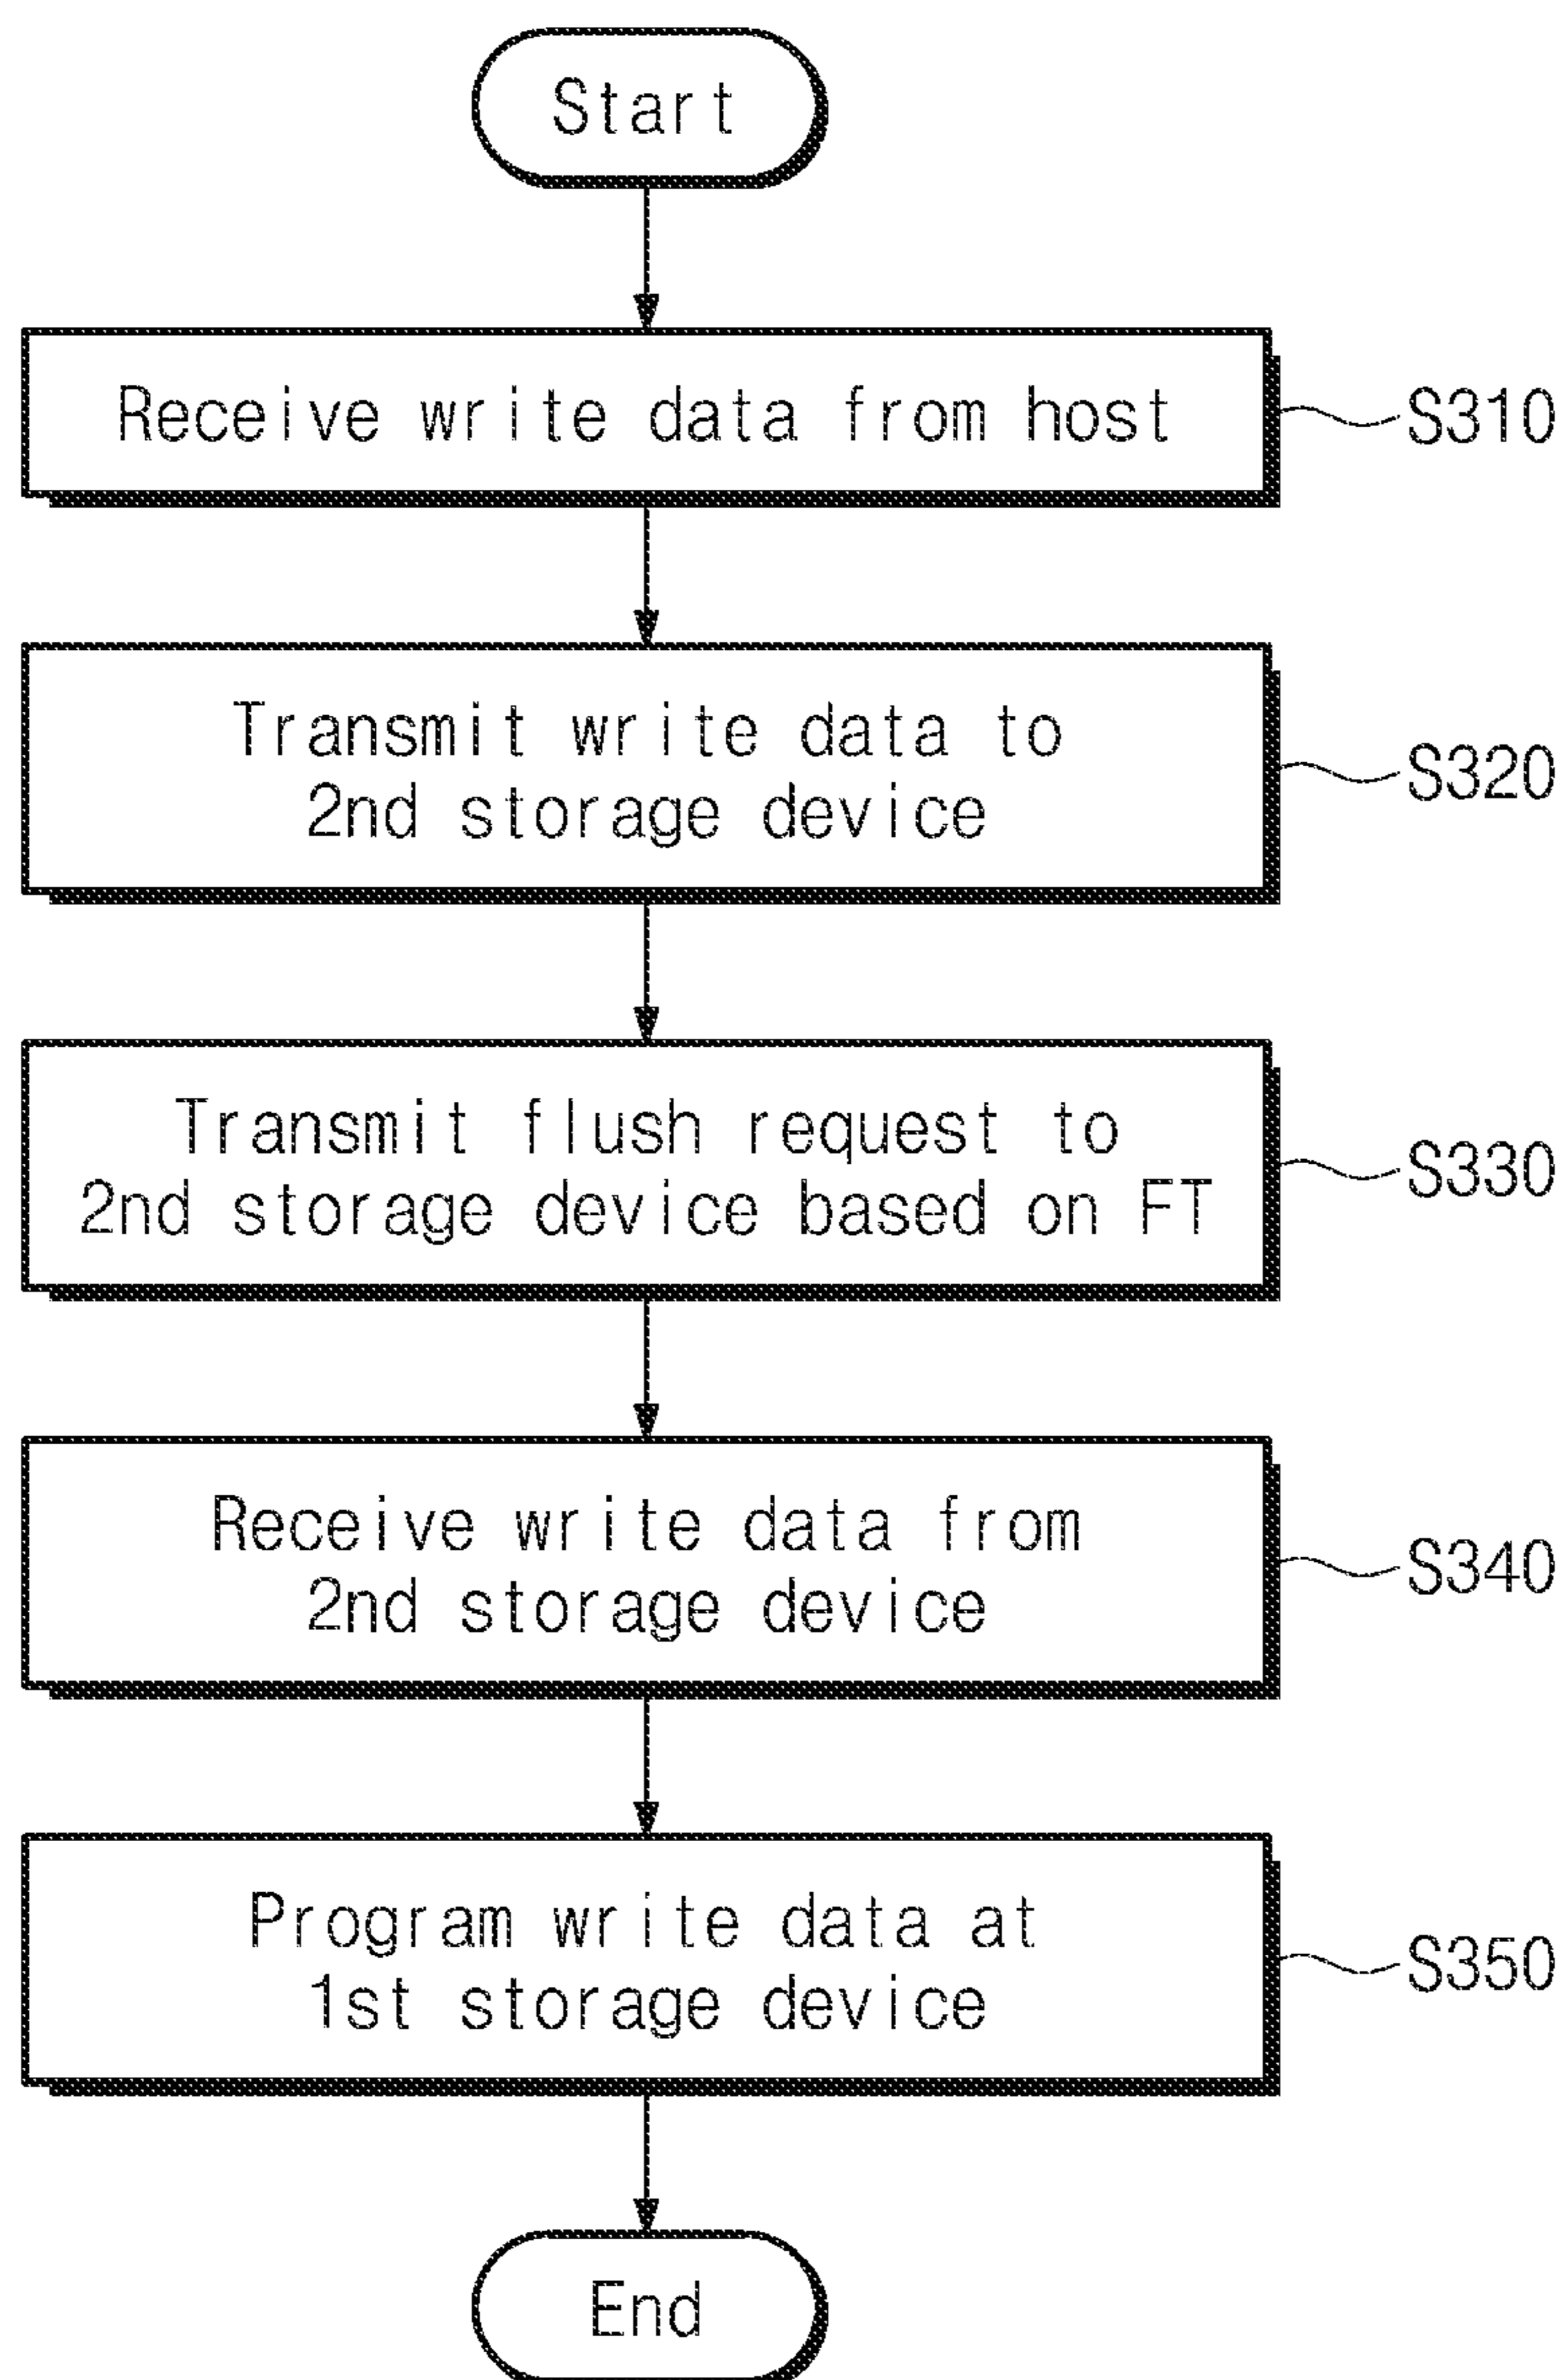 Start
Receive write data from host
S310
Transmit write data to
2nd storage device
S320
Transmit flush request to
2nd storage device based on FT
S330
Receive write data from
2nd storage device
S340
Program write data at
1st storage device
S350
End